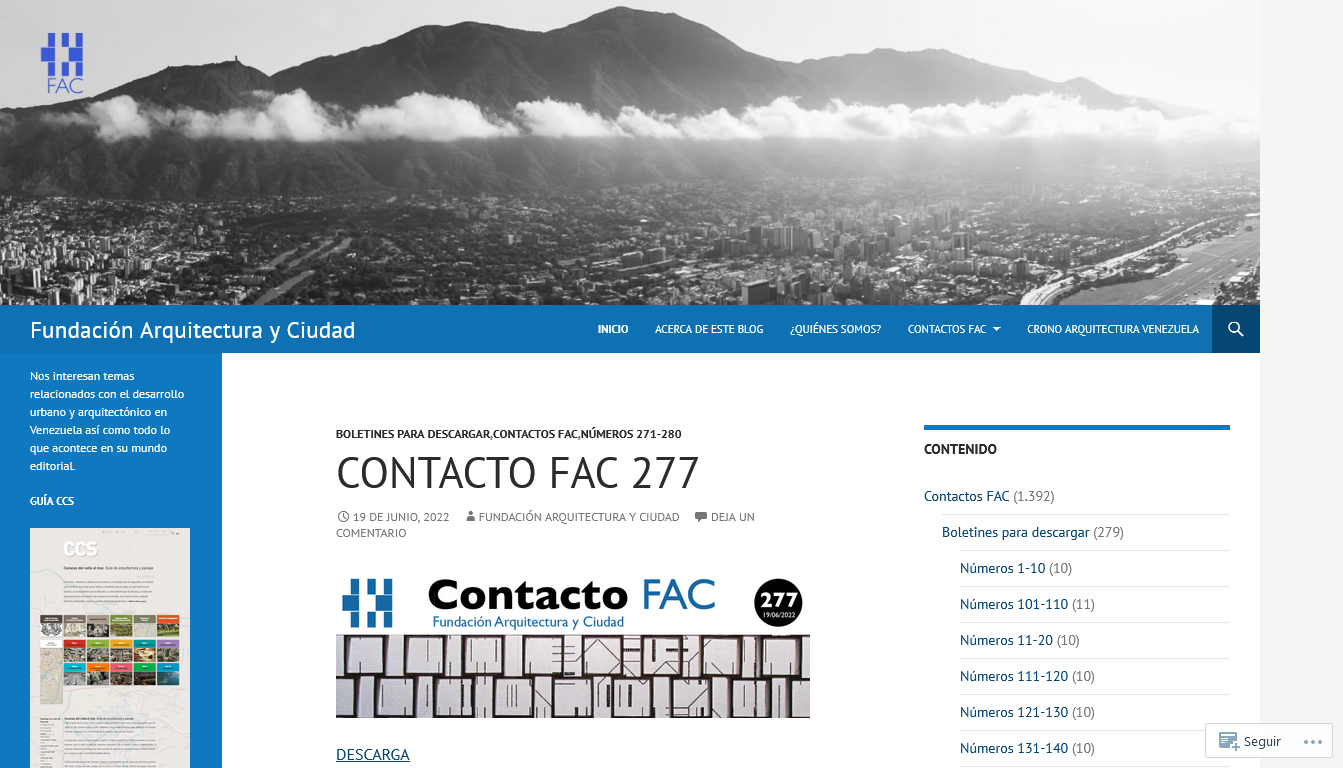 FAC
Fundación Arquitectura y Ciudad
INICIO
ACERCA DE ESTE BLOG
¿QUIÉNES SOMOS?
CONTACTOS FAC
CRONO ARQUITECTURA VENEZUELA
Nos interesan temas
relacionados con el desarrollo
urbano y arquitectónico en
Venezuela así como todo lo
que acontece en su mundo
editorial.
GUÍA CCS
CCS
BOLETINES PARA DESCARGAR,CONTACTOS FAC,NÚMEROS 271-280
CONTACTO FAC 277
19 DE JUNIO, 2022 FUNDACIÓN ARQUITECTURA Y CIUDAD DEJA UN
COMENTARIO
Contacto FAC
Fundación Arquitectura y Ciudad
277
19/06/2022
DESCARGA
CONTENIDO
Contactos FAC (1.392)
Boletines para descargar (279)
Números 1-10 (10)
Números 101-110 (11)
Números 11-20 (10)
Números 111-120 (10)
Números 121-130 (10)
Números 131-140 (10)
Seguir